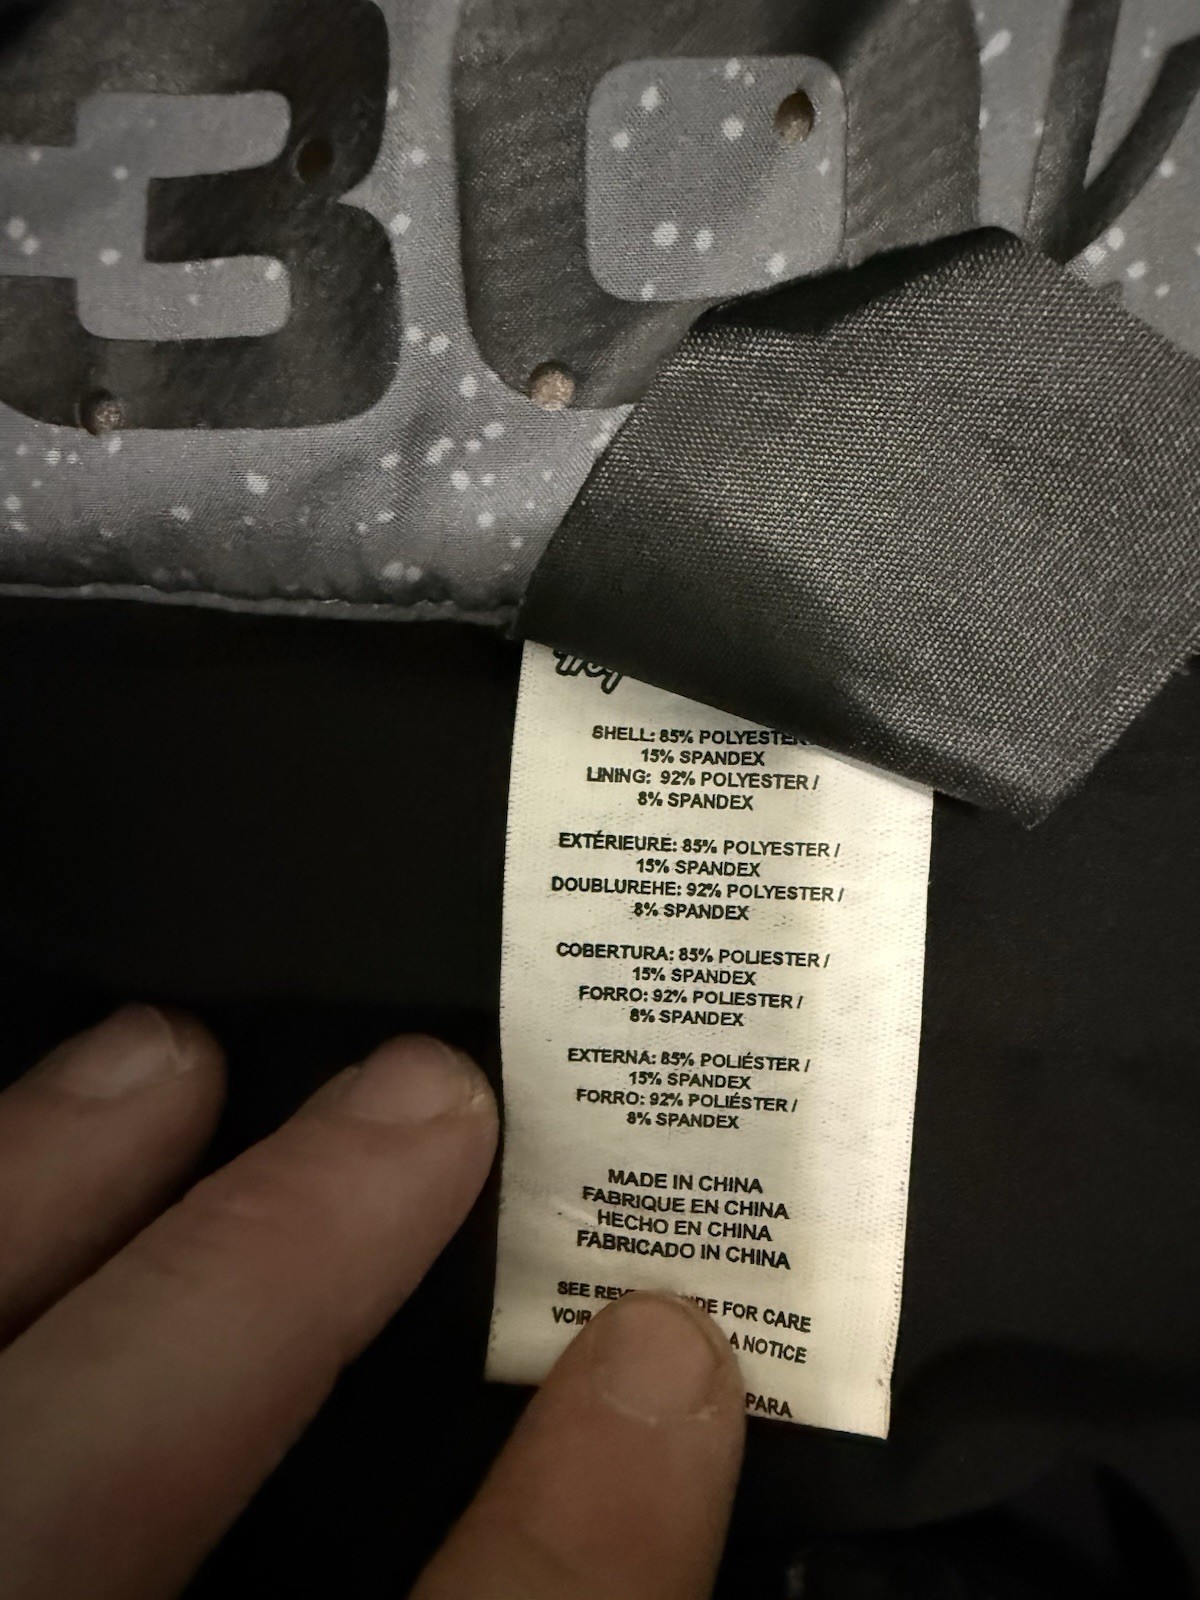 SHELL: 85% POLYESTER
15% SPANDEX
LINING: 92% POLYESTER /
8% SPANDEX
EXTÉRIEURE: 85% POLYESTER /
15% SPANDEX
DOUBLUREHE: 92% POLYESTER /
8% SPANDEX
COBERTURA: 85% POLIESTER /
15% SPANDEX
FORRO: 92% POLIESTER /
8% SPANDEX
EXTERNA: 85% POLIÉSTER /
15% SPANDEX
FORRO: 92% POLIÉSTER /
8% SPANDEX
MADE IN CHINA
FABRIQUE EN CHINA
HECHO EN CHINA
FABRICADO IN CHINA
SEE FOR CARE
VOIR A NOTICE
PARA